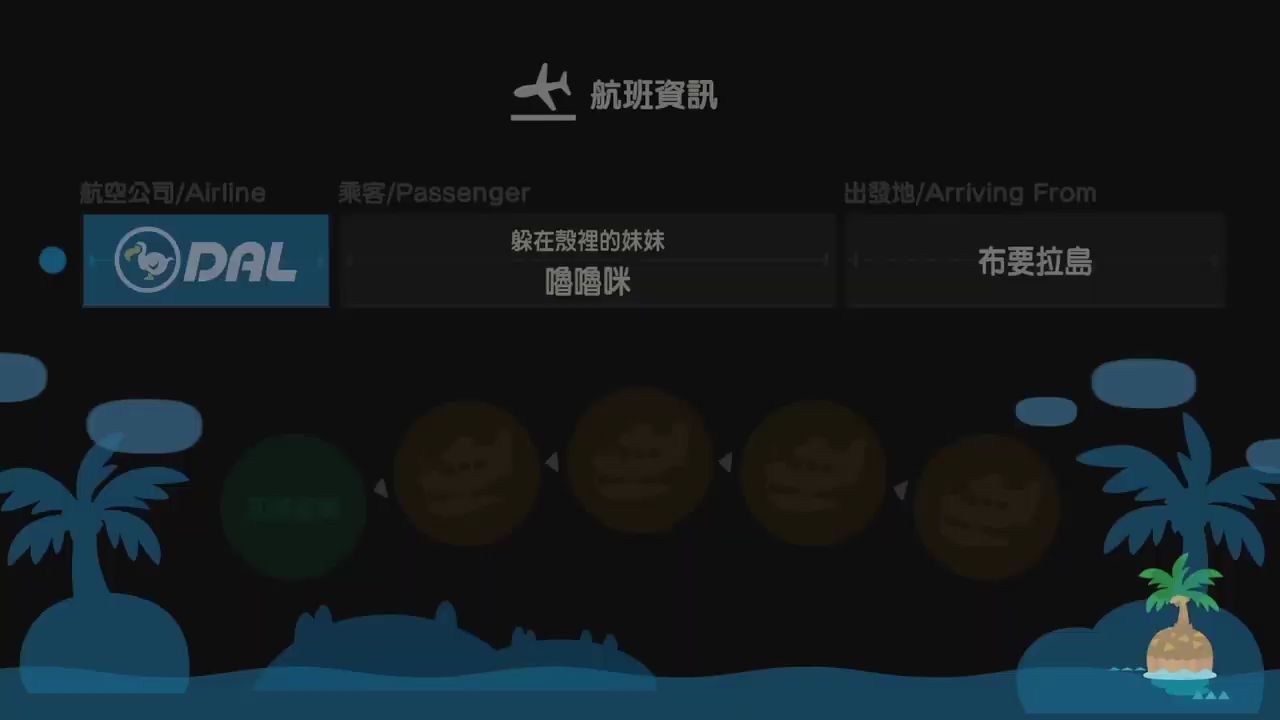 航班資訊
航空公司/Airline
乘客/Passenger
出發地/Arriving From
DAL
躲在殼裡的妹妹
嚕嚕咪
布要拉島